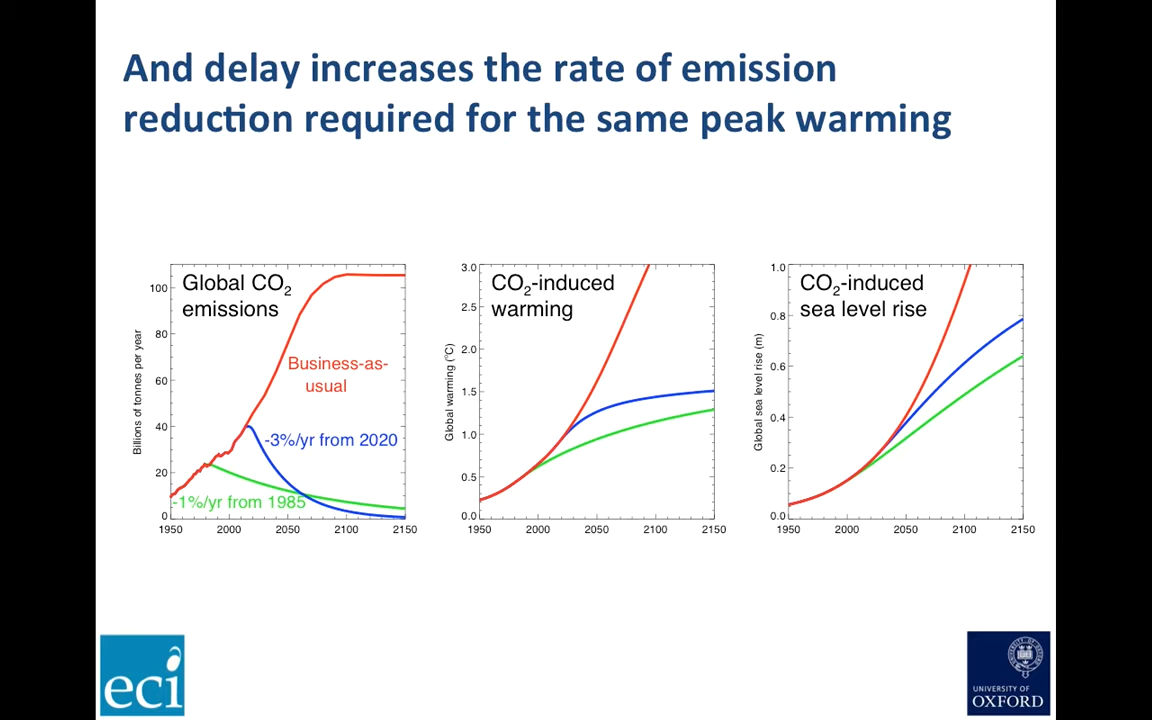 And delay increases the rate of emission
reduction required for the same peak warming
Global CO2
emissions
Billions of tonnes per year
100
80
60
40
20
0
1950
2000
2050
2100
2150
Business-as-
usual
-3%/yr from 2020
-1%/yr from 1985
CO2-induced
warming
Global warming (°C)
3.0
2.5
2.0
1.5
1.0
0.5
0.0
1950
2000
2050
2100
2150
CO2-induced
sea level rise
Global sea level rise (m)
1.0
0.8
0.6
0.4
0.2
0.0
1950
2000
2050
2100
2150
eci
UNIVERSITY OF
OXFORD